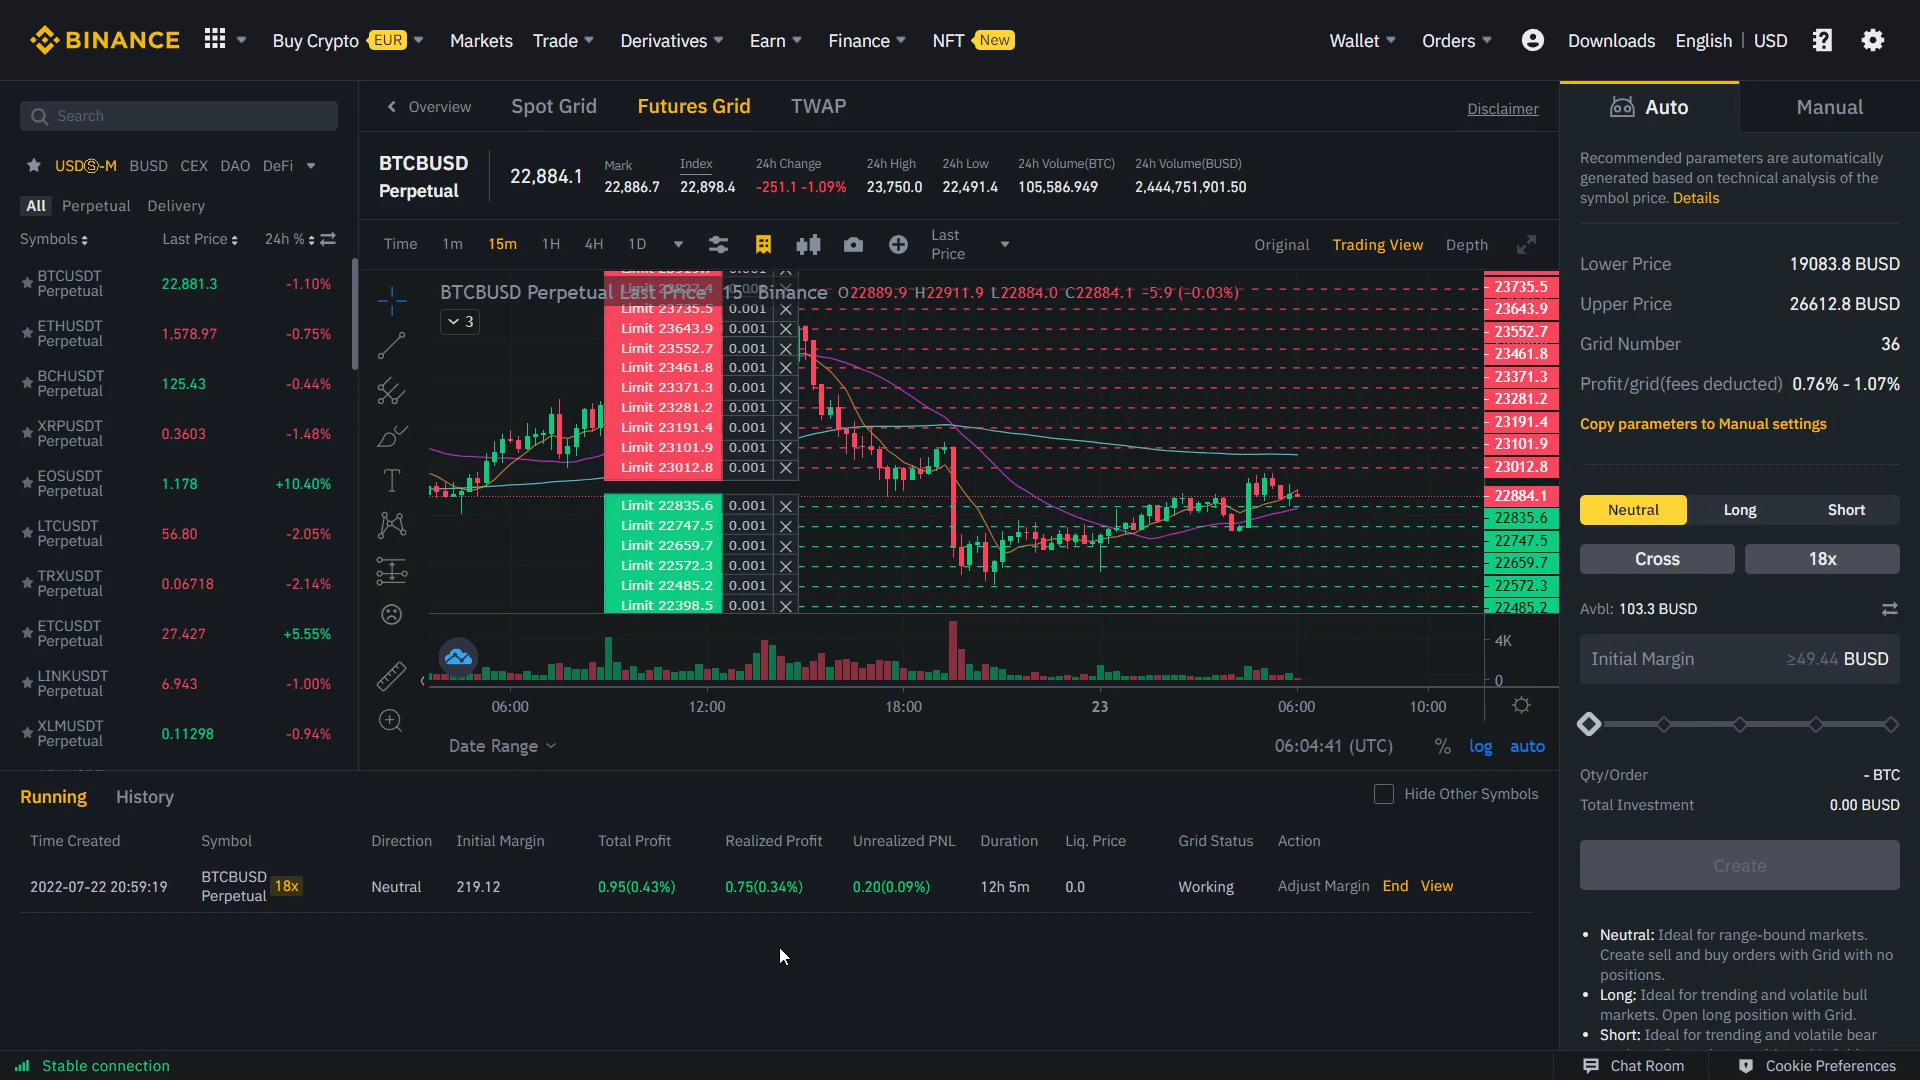 BINANCE
Buy Crypto EUR
Markets
Trade
Derivatives
Earn
Finance
NFT New
Wallet
Orders
Downloads
English | USD
Search
USDⓈ-M BUSD CEX DAO DeFi
All Perpetual Delivery
Symbols Last Price 24h %
BTCUSDT Perpetual 22,881.3 -1.10%
ETHUSDT Perpetual 1,578.97 -0.75%
BCHUSDT Perpetual 125.43 -0.44%
XRPUSDT Perpetual 0.3603 -1.48%
EOSUSDT Perpetual 1.178 +10.40%
LTCUSDT Perpetual 56.80 -2.05%
TRXUSDT Perpetual 0.06718 -2.14%
ETCUSDT Perpetual 27.427 +5.55%
LINKUSDT Perpetual 6.943 -1.00%
XLMUSDT Perpetual 0.11298 -0.94%
Overview Spot Grid Futures Grid TWAP Disclaimer
BTCBUSD
Perpetual
22,884.1
Mark
22,886.7
Index
22,898.4
24h Change
-251.1 -1.09%
24h High
23,750.0
24h Low
22,491.4
24h Volume(BTC)
105,586.949
24h Volume(BUSD)
2,444,751,901.50
Time 1m 15m 1H 4H 1D
Last
Price
Original Trading View Depth
BTCBUSD Perpetual Last Price 15 Binance O22889.9 H22911.9 L22884.0 C22884.1 -5.9 (-0.03%)
3
Limit 23735.5 0.001
Limit 23643.9 0.001
Limit 23552.7 0.001
Limit 23461.8 0.001
Limit 23371.3 0.001
Limit 23281.2 0.001
Limit 23191.4 0.001
Limit 23101.9 0.001
Limit 23012.8 0.001
Limit 22835.6 0.001
Limit 22747.5 0.001
Limit 22659.7 0.001
Limit 22572.3 0.001
Limit 22485.2 0.001
Limit 22398.5 0.001
23735.5
23643.9
23552.7
23461.8
23371.3
23281.2
23191.4
23101.9
23012.8
22884.1
22835.6
22747.5
22659.7
22572.3
22485.2
4K
0
06:00 12:00 18:00 23 06:00 10:00
Date Range
06:04:41 (UTC) % log auto
Auto Manual
Recommended parameters are automatically
generated based on technical analysis of the
symbol price. Details
Lower Price 19083.8 BUSD
Upper Price 26612.8 BUSD
Grid Number 36
Profit/grid(fees deducted) 0.76% - 1.07%
Copy parameters to Manual settings
Neutral Long Short
Cross 18x
Avbl: 103.3 BUSD
Initial Margin ≥49.44 BUSD
Qty/Order - BTC
Total Investment 0.00 BUSD
Create
Neutral: Ideal for range-bound markets.
Create sell and buy orders with Grid with no
positions.
Long: Ideal for trending and volatile bull
markets. Open long position with Grid.
Short: Ideal for trending and volatile bear
Running History
Hide Other Symbols
Time Created Symbol Direction Initial Margin Total Profit Realized Profit Unrealized PNL Duration Liq. Price Grid Status Action
2022-07-22 20:59:19 BTCBUSD Perpetual 18x Neutral 219.12 0.95(0.43%) 0.75(0.34%) 0.20(0.09%) 12h 5m 0.0 Working Adjust Margin End View
Stable connection
Chat Room
Cookie Preferences